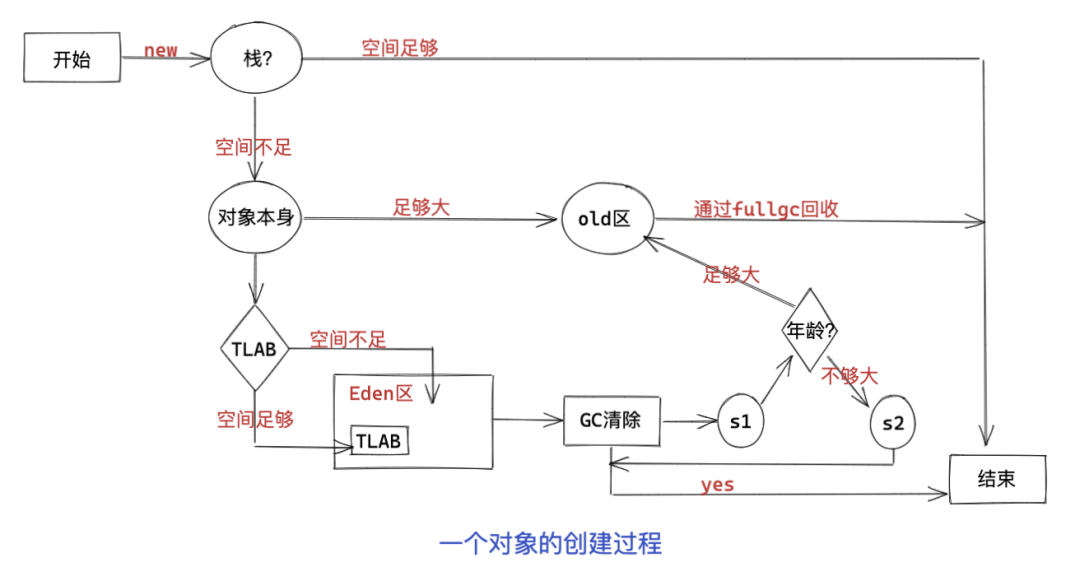 开始
new
栈?
空间足够
空间不足
对象本身
足够大
old区
通过fullgc回收
足够大
TLAB
空间不足
年龄?
不够大
Eden区
空间足够
TLAB
GC清除
s1
s2
yes
结束
一个对象的创建过程